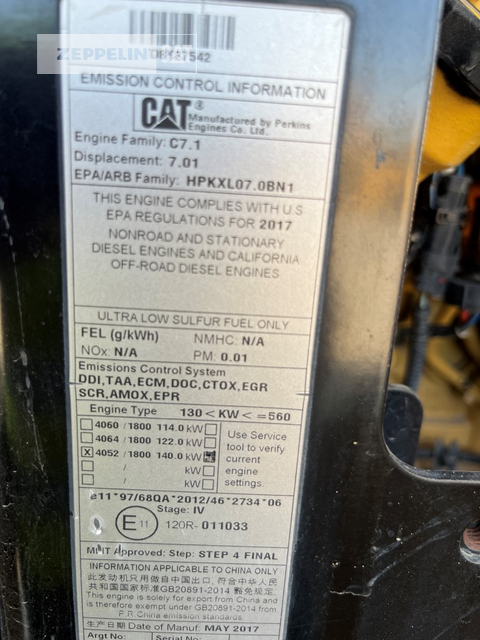 ZEPPELIN
EMISSION CONTROL INFORMATION
CAT®
Manufactured by Perkins
Engines Co. Ltd.
Engine Family: C7.1
Displacement: 7.01
EPA/ARB Family: HPKXL07.0BN1
THIS ENGINE COMPLIES WITH U.S
EPA REGULATIONS FOR 2017
NONROAD AND STATIONARY
DIESEL ENGINES AND CALIFORNIA
OFF-ROAD DIESEL ENGINES
ULTRA LOW SULFUR FUEL ONLY
FEL (g/kWh) NMHC: N/A
NOx: N/A PM: 0.01
Emissions Control System
DDI,TAA,ECM,DOC,CTOX,EGR
SCR,AMOX,EPR
Engine Type 130 < KW < =560
4060 / 1800 114.0 kW
4064 / 1800 122.0 kW
X 4052 / 1800 140.0 kW
/ kW
/ kW
Use Service
tool to verify
current
engine
settings.
e11*97/68QA*2012/46*2734*06
Stage: IV
E 11 120R- 011033
MLIT Approved: Step: STEP 4 FINAL
INFORMATION APPLICABLE TO CHINA ONLY
此发动机只用做自中国出口, 符合中华人民
共和国国家标准GB20891-2014 豁免规定.
This engine is solely for export from China and
is therefore exempt under GB20891-2014 from
P.R.China emission standards
生产日期 Date of Manuf: MAY 2017
Argt No: Serial No: